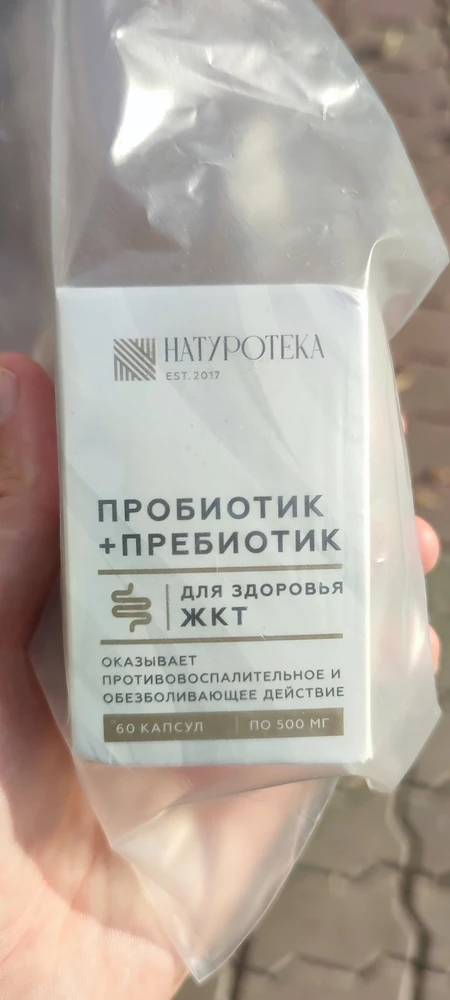 НАТУРОТЕКА
EST. 2017
ПРОБИОТИК
+ПРЕБИОТИК
ДЛЯ ЗДОРОВЬЯ
ЖКТ
ОКАЗЫВАЕТ
ПРОТИВОВОСПАЛИТЕЛЬНОЕ И
ОБЕЗБОЛИВАЮЩЕЕ ДЕЙСТВИЕ
60 КАПСУЛ | ПО 500 МГ